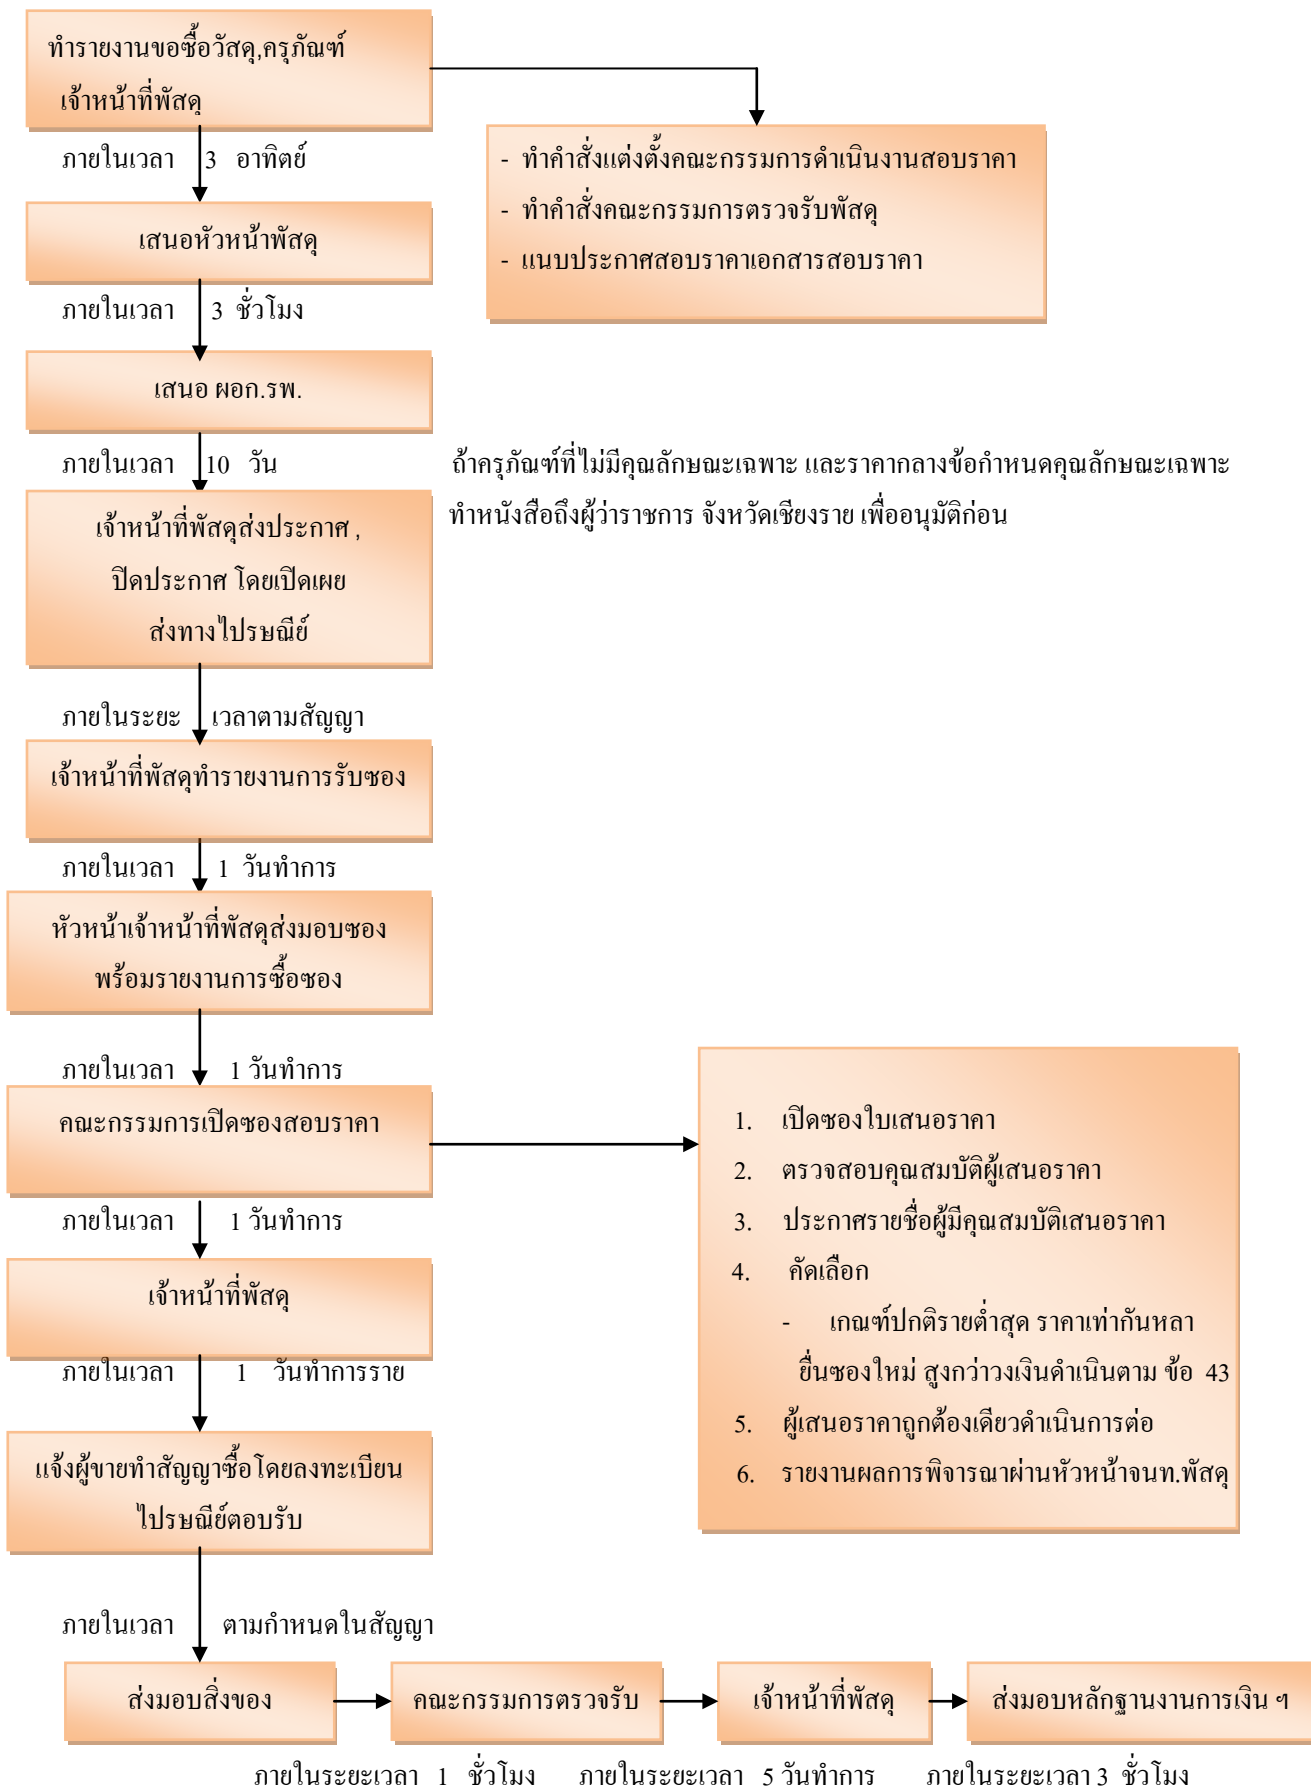 ทำรายงานขอซื้อวัสดุ,ครุภัณฑ์
เจ้าหน้าที่พัสดุ
ภายในเวลา 3 อาทิตย์
- ทำคำสั่งแต่งตั้งคณะกรรมการดำเนินงานสอบราคา
- ทำคำสั่งคณะกรรมการตรวจรับพัสดุ
- แนบประกาศสอบราคาเอกสารสอบราคา
เสนอหัวหน้าพัสดุ
ภายในเวลา 3 ชั่วโมง
เสนอ ผอก.รพ.
ภายในเวลา 10 วัน
ถ้าครุภัณฑ์ที่ไม่มีคุณลักษณะเฉพาะ และราคากลางข้อกำหนดคุณลักษณะเฉพาะ
ทำหนังสือถึงผู้ว่าราชการ จังหวัดเชียงราย เพื่ออนุมัติก่อน
เจ้าหน้าที่พัสดุส่งประกาศ ,
ปิดประกาศ โดยเปิดเผย
ส่งทางไปรษณีย์
ภายในระยะ เวลาตามสัญญา
เจ้าหน้าที่พัสดุทำรายงานการรับซอง
ภายในเวลา 1 วันทำการ
หัวหน้าเจ้าหน้าที่พัสดุส่งมอบซอง
พร้อมรายงานการซื้อซอง
ภายในเวลา 1 วันทำการ
คณะกรรมการเปิดซองสอบราคา
1. เปิดซองใบเสนอราคา
2. ตรวจสอบคุณสมบัติผู้เสนอราคา
3. ประกาศรายชื่อผู้มีคุณสมบัติเสนอราคา
4. คัดเลือก
- เกณฑ์ปกติรายต่ำสุด ราคาเท่ากันหลา
ยื่นซองใหม่ สูงกว่าวงเงินดำเนินตาม ข้อ 43
5. ผู้เสนอราคาถูกต้องเดียวดำเนินการต่อ
6. รายงานผลการพิจารณาผ่านหัวหน้าจนท.พัสดุ
ภายในเวลา 1 วันทำการ
เจ้าหน้าที่พัสดุ
ภายในเวลา 1 วันทำการราย
แจ้งผู้ขายทำสัญญาซื้อโดยลงทะเบียน
ไปรษณีย์ตอบรับ
ภายในเวลา ตามกำหนดในสัญญา
ส่งมอบสิ่งของ
คณะกรรมการตรวจรับ
เจ้าหน้าที่พัสดุ
ส่งมอบหลักฐานงานการเงิน ฯ
ภายในระยะเวลา 1 ชั่วโมง
ภายในระยะเวลา 5 วันทำการ
ภายในระยะเวลา 3 ชั่วโมง